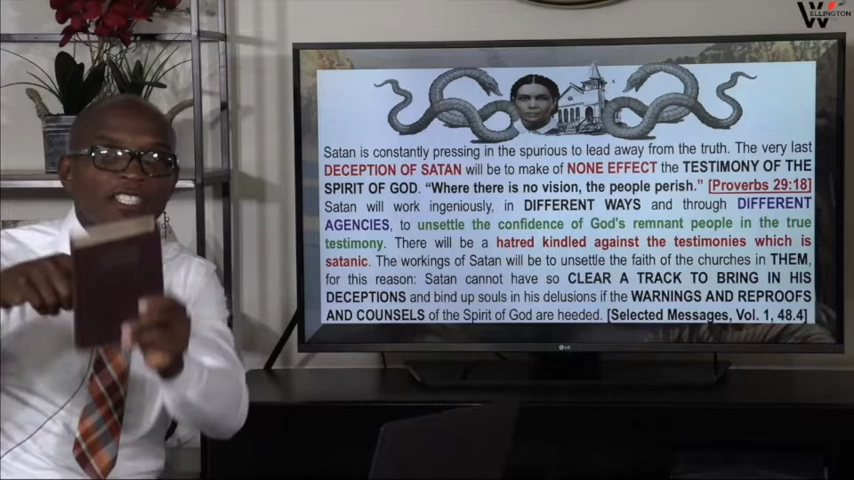 WELLINGTON
Satan is constantly pressing in the spurious to lead away from the truth. The very last
DECEPTION OF SATAN will be to make of NONE EFFECT the TESTIMONY OF THE
SPIRIT OF GOD. “Where there is no vision, the people perish.” [Proverbs 29:18]
Satan will work ingeniously, in DIFFERENT WAYS and through DIFFERENT
AGENCIES, to unsettle the confidence of God's remnant people in the true
testimony. There will be a hatred kindled against the testimonies which is
satanic. The workings of Satan will be to unsettle the faith of the churches in THEM,
for this reason: Satan cannot have so CLEAR A TRACK TO BRING IN HIS
DECEPTIONS and bind up souls in his delusions if the WARNINGS AND REPROOFS
AND COUNSELS of the Spirit of God are heeded. [Selected Messages, Vol. 1, 48.4]
LG